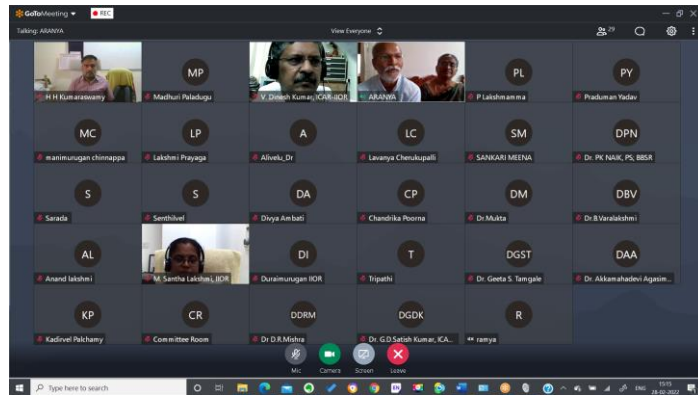 GoToMeeting
REC
Talking: ARANYA
View Everyone
29
H H Kumaraswamy
MP
Madhuri Paladugu
V. Dinesh Kumar, ICAR-IIOR
ARANYA
PL
P Lakshmamma
PY
Praduman Yadav
MC
manimurugan chinnappa
LP
Lakshmi Prayaga
A
Alivelu_Dr
LC
Lavanya Cherukupalli
SM
SANKARI MEENA
DPN
Dr. PK NAIK, PS, BBSR
S
Sarada
S
Senthilvel
DA
Divya Ambati
CP
Chandrika Poorna
DM
Dr.Mukta
DBV
Dr.B.Varalakshmi
AL
Anand lakshmi
M. Santha Lakshmi, IIOR
DI
Duraimurugan IIOR
T
Tripathi
DGST
Dr. Geeta S. Tamgale
DAA
Dr. Akkamahadevi Agasim...
KP
Kadirvel Palchamy
CR
Committee Room
DDRM
Dr D.R.Mishra
DGDK
Dr. G.D.Satish Kumar, ICA...
R
ramya
Mic
Camera
Screen
Leave
Type here to search
ENG
15:15
28-02-2022